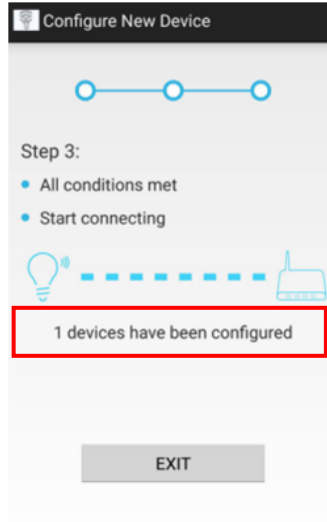 Configure New Device
Step 3:
All conditions met
Start connecting
1 devices have been configured
EXIT